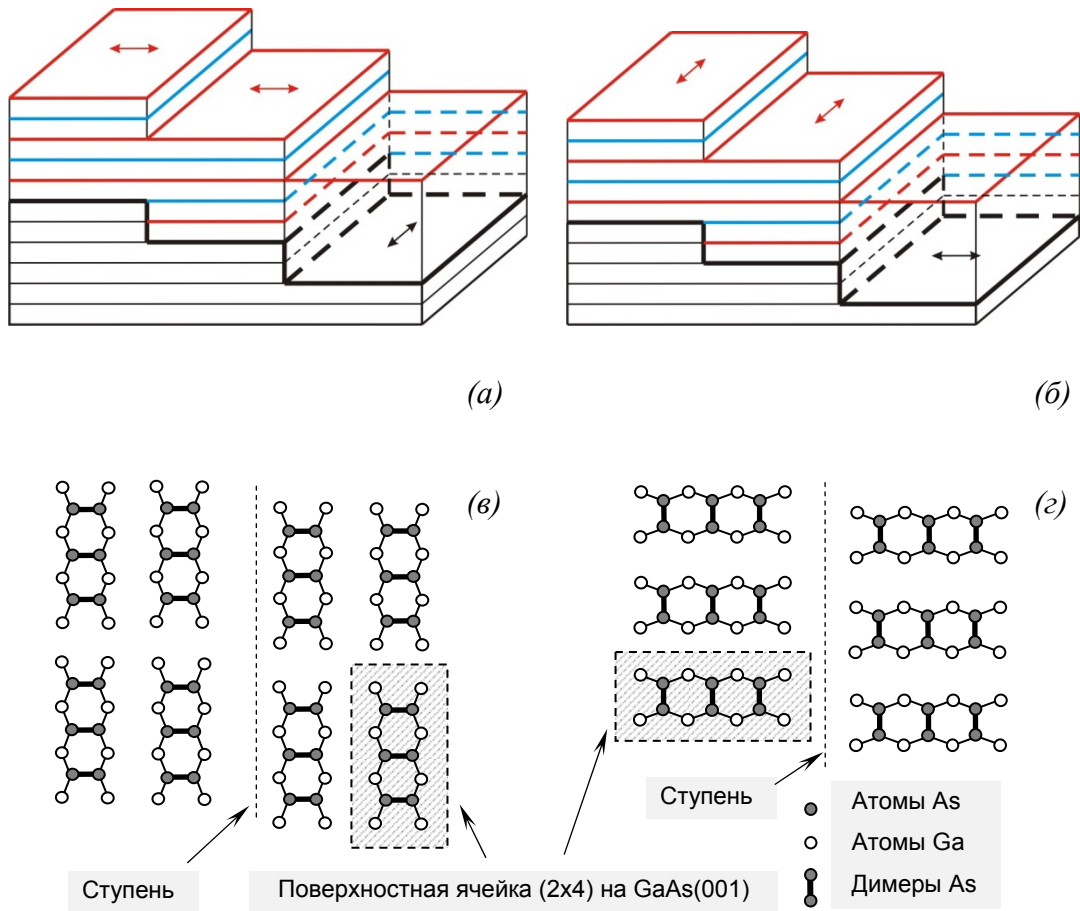 (а)
(б)
(в)
(г)
Ступень
Атомы As
Атомы Ga
Ступень
Поверхностная ячейка (2x4) на GaAs(001)
Димеры As